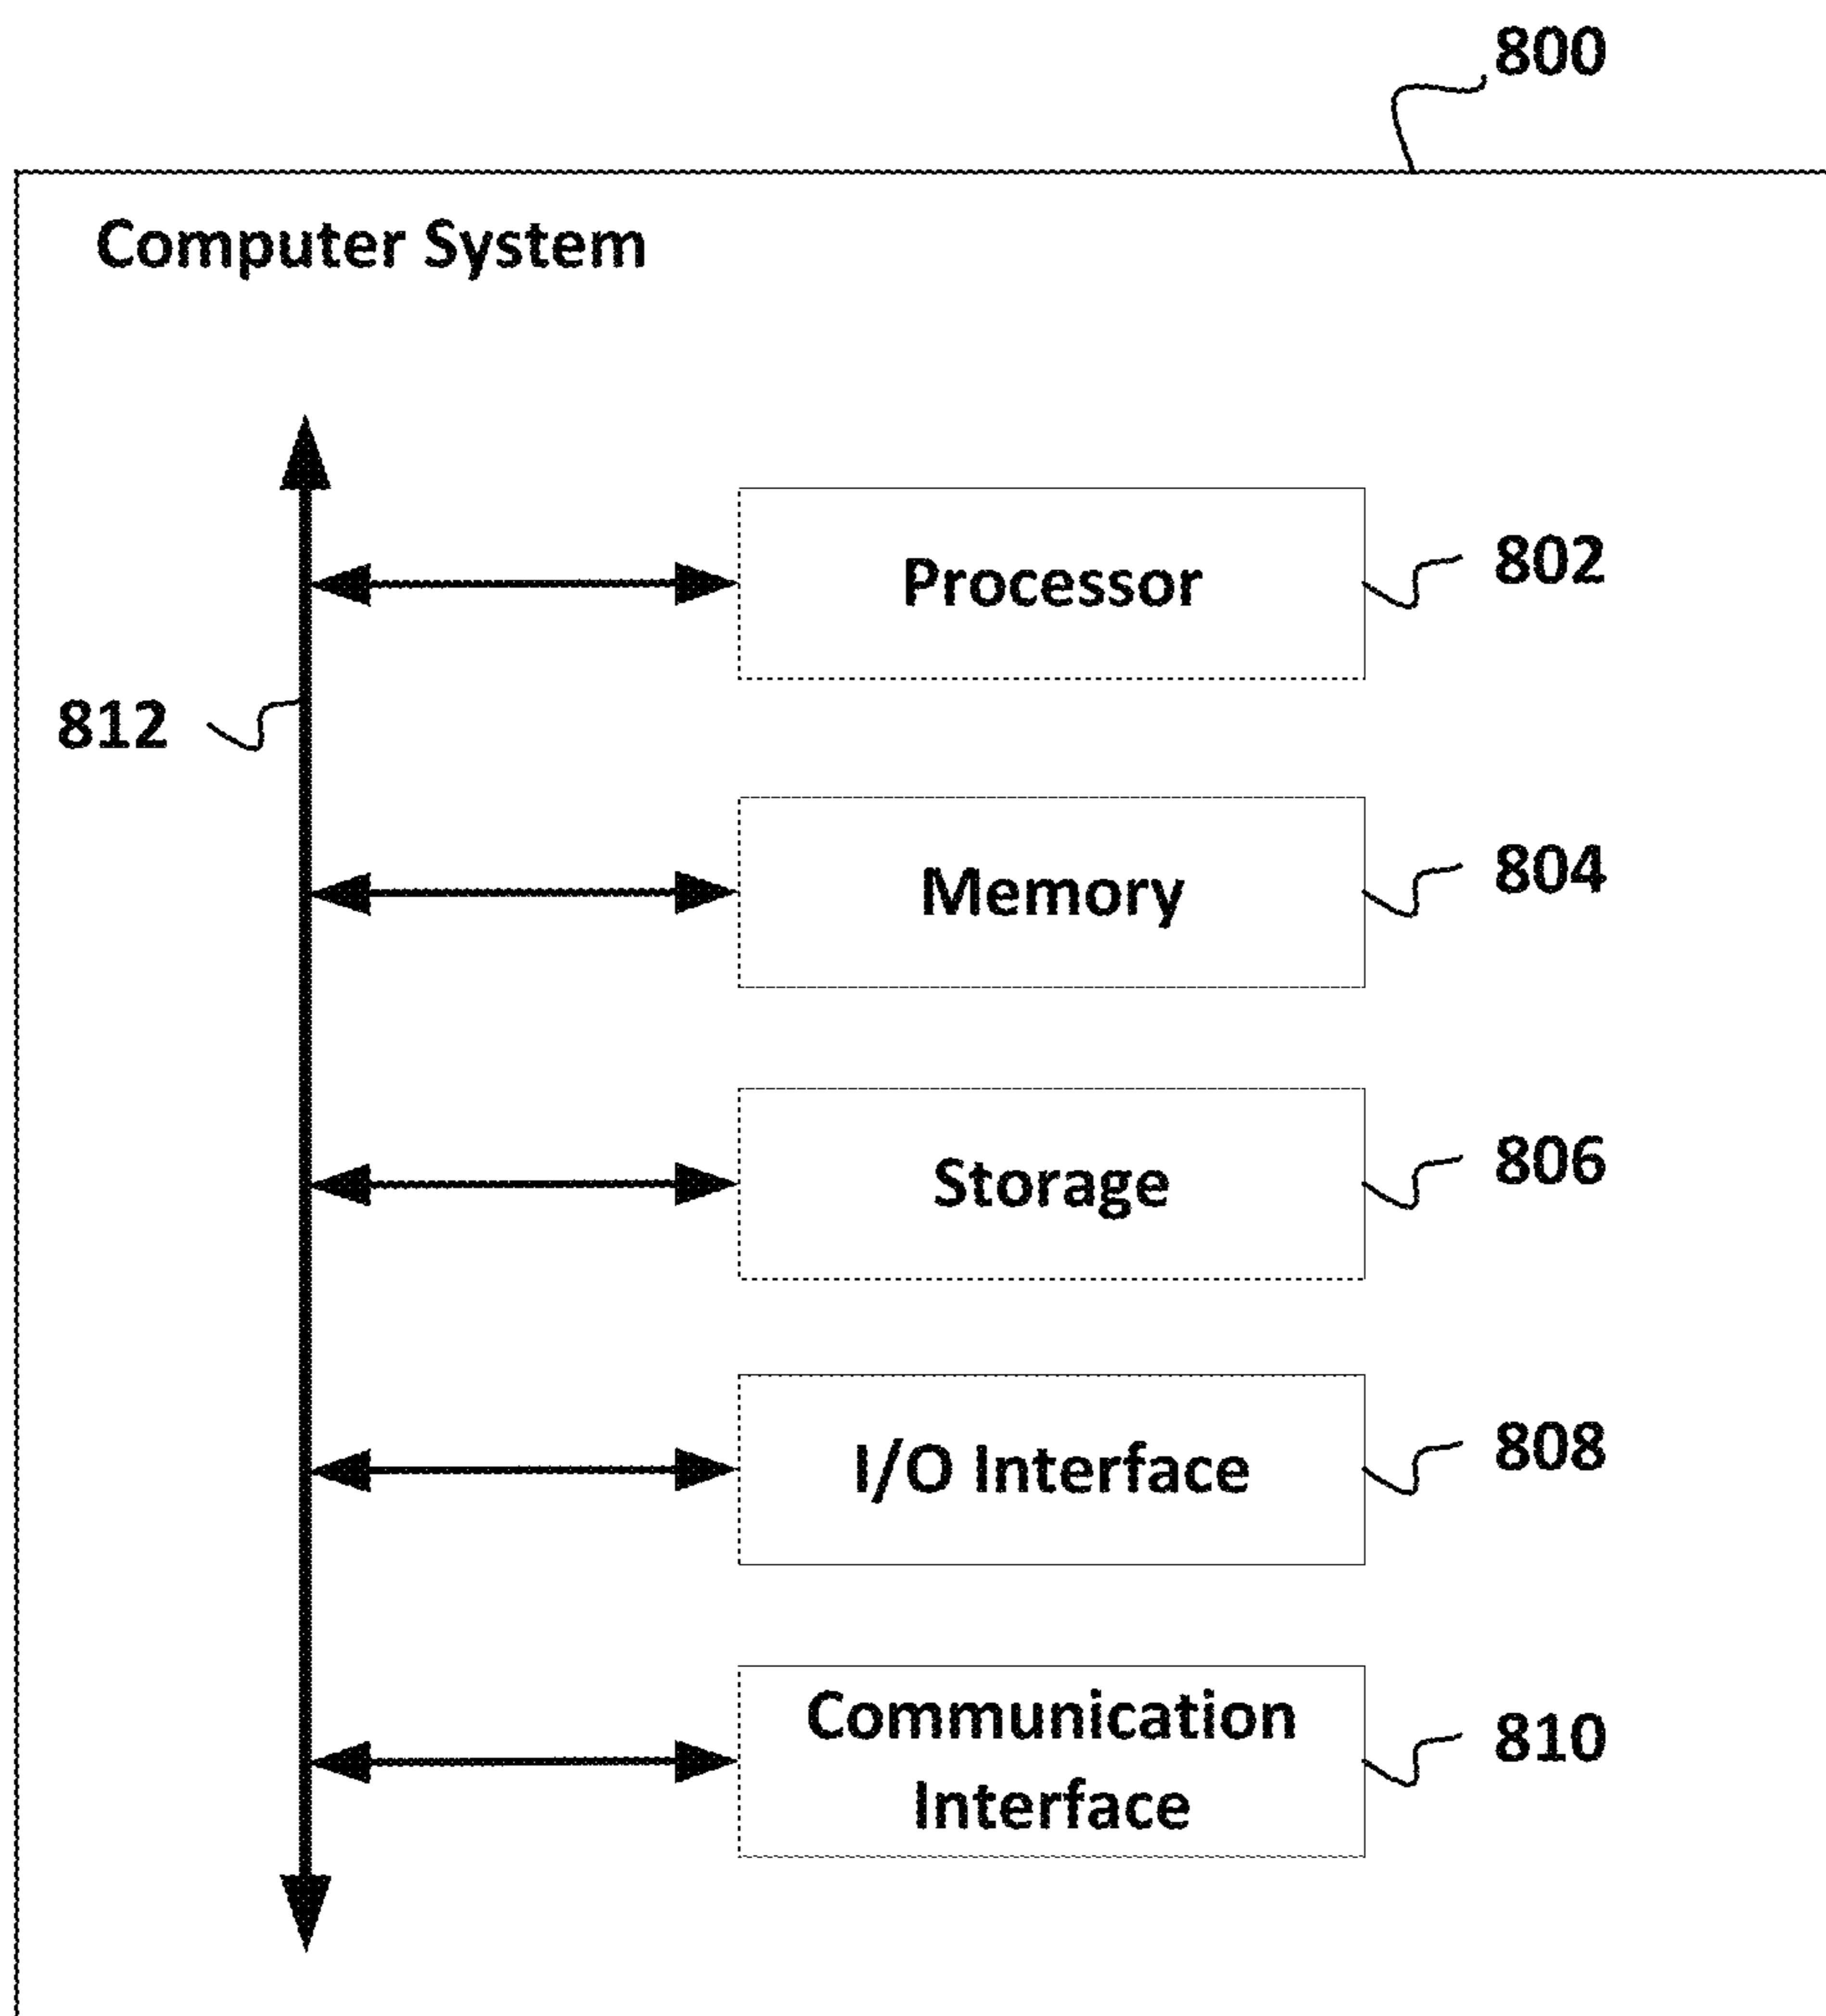 800
Computer System
Processor
802
812
Memory
804
Storage
806
I/O Interface
808
Communication
Interface
810